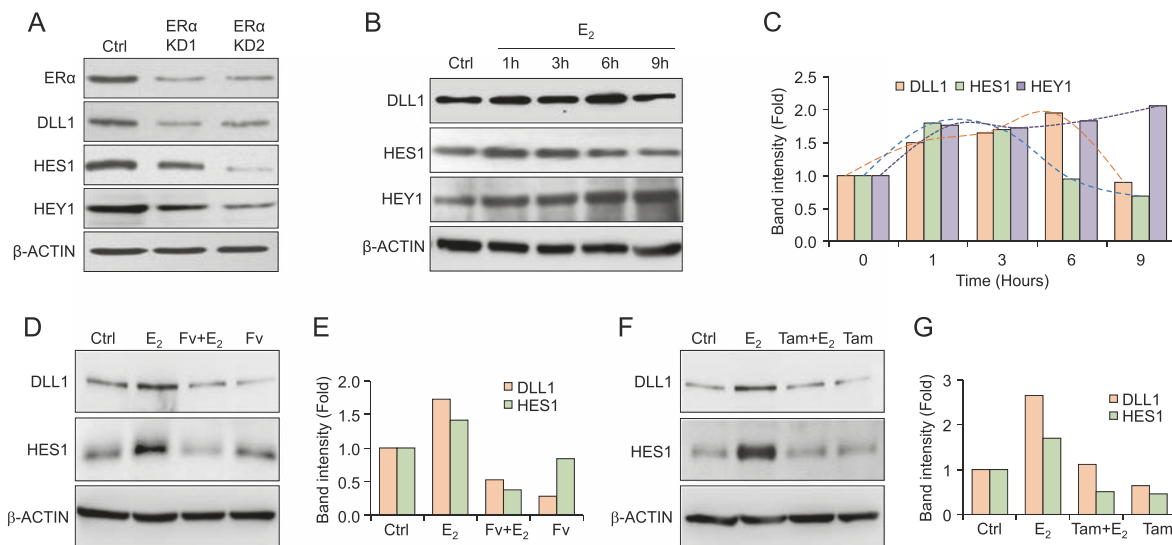 A
Ctrl
ERα
KD1
ERα
KD2
ERα
DLL1
HES1
HEY1
β-ACTIN
B
E₂
Ctrl 1h 3h 6h 9h
DLL1
HES1
HEY1
β-ACTIN
C
Band intensity (Fold)
2.5
2.0
1.5
1.0
0.5
0.0
DLL1 HES1 HEY1
0 1 3 6 9
Time (Hours)
D
Ctrl E₂ Fv+E₂ Fv
DLL1
HES1
β-ACTIN
E
Band intensity (Fold)
2.0
1.5
1.0
0.5
0.0
DLL1
HES1
Ctrl E₂ Fv+E₂ Fv
F
Ctrl E₂ Tam+E₂ Tam
DLL1
HES1
β-ACTIN
G
Band intensity (Fold)
3
2
1
0
DLL1
HES1
Ctrl E₂ Tam+E₂ Tam